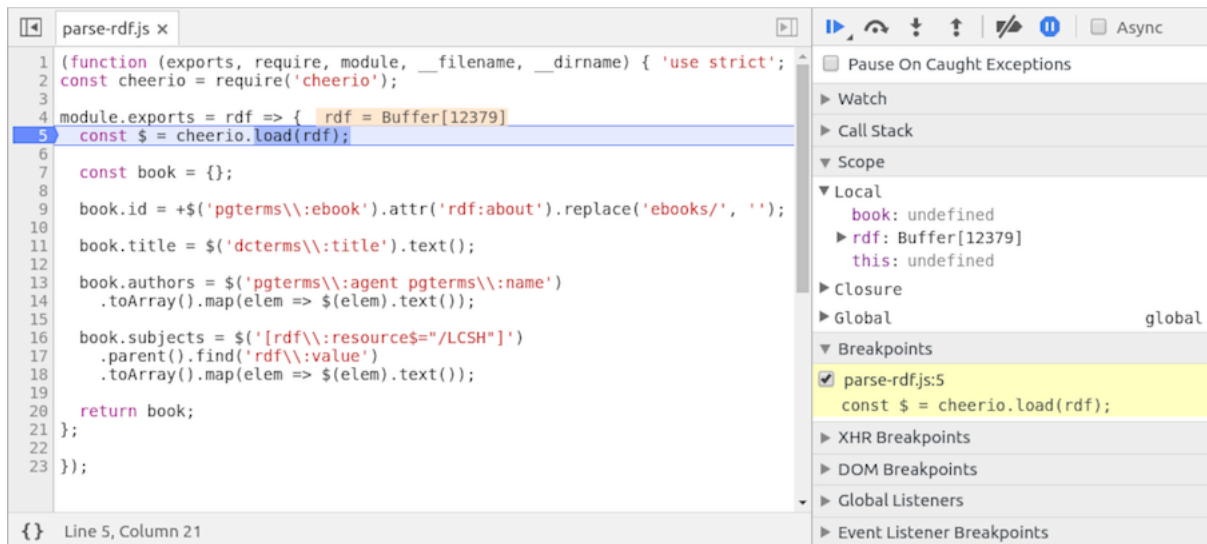 parse-rdf.js ×
1 (function (exports, require, module, __filename, __dirname) { 'use strict';
2 const cheerio = require('cheerio');
3
4 module.exports = rdf => { rdf = Buffer[12379]
5 const $ = cheerio.load(rdf);
6
7 const book = {};
8
9 book.id = +$('pgterms\\:ebook').attr('rdf:about').replace('ebooks/', '');
10
11 book.title = $('dcterms\\:title').text();
12
13 book.authors = $('pgterms\\:agent pgterms\\:name')
14 .toArray().map(elem => $(elem).text());
15
16 book.subjects = $('[rdf\\:resource$="/LCSH"]')
17 .parent().find('rdf\\:value')
18 .toArray().map(elem => $(elem).text());
19
20 return book;
21 };
22
23 });
{} Line 5, Column 21
Async
Pause On Caught Exceptions
Watch
Call Stack
Scope
Local
book: undefined
rdf: Buffer[12379]
this: undefined
Closure
Global global
Breakpoints
parse-rdf.js:5
const $ = cheerio.load(rdf);
XHR Breakpoints
DOM Breakpoints
Global Listeners
Event Listener Breakpoints